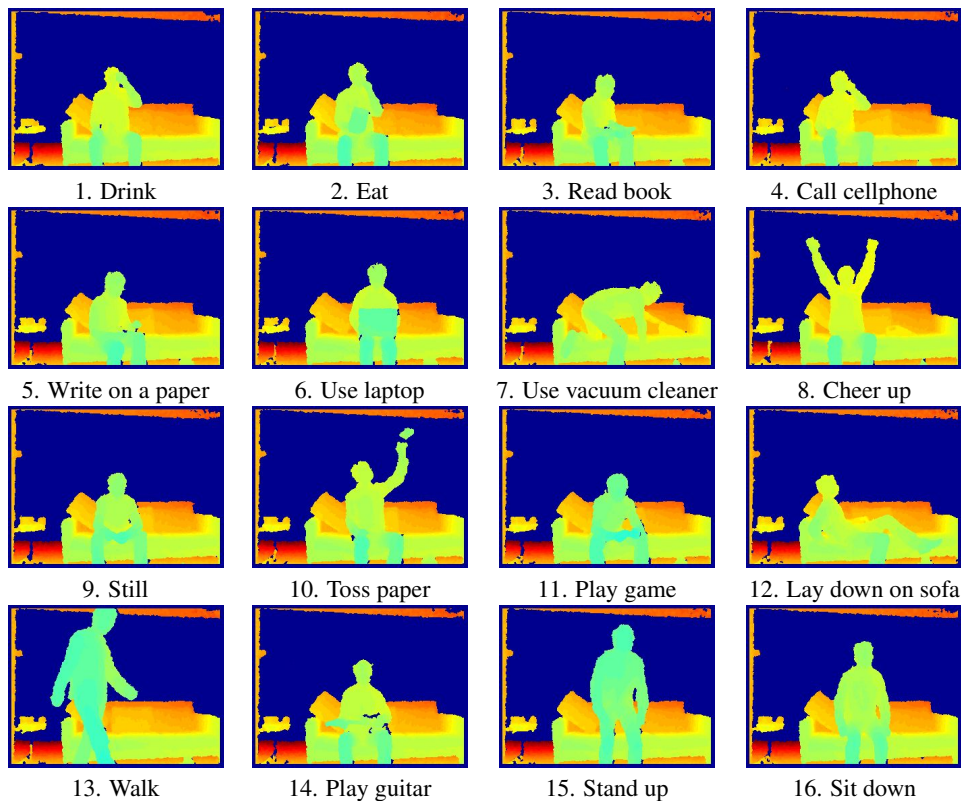 1. Drink
2. Eat
3. Read book
4. Call cellphone
5. Write on a paper
6. Use laptop
7. Use vacuum cleaner
8. Cheer up
9. Still
10. Toss paper
11. Play game
12. Lay down on sofa
13. Walk
14. Play guitar
15. Stand up
16. Sit down